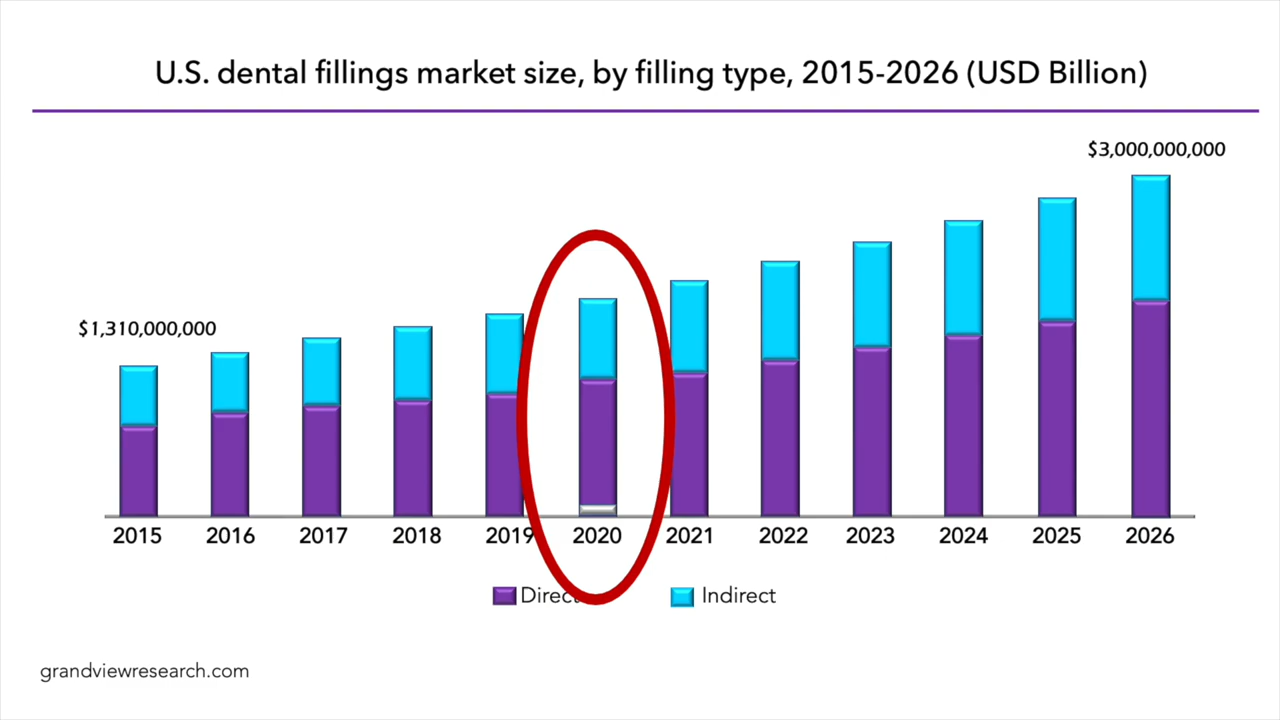 U.S. dental fillings market size, by filling type, 2015-2026 (USD Billion)
$3,000,000,000
$1,310,000,000
2015 2016 2017 2018 2019 2020 2021 2022 2023 2024 2025 2026
Direct Indirect
grandviewresearch.com